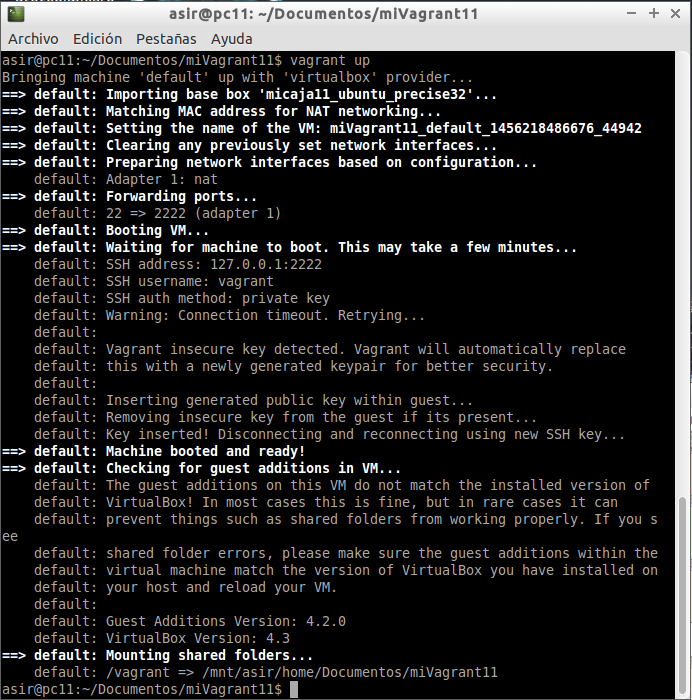 asir@pc11: ~/Documentos/miVagrant11
Archivo Edición Pestañas Ayuda
asir@pc11:~/Documentos/miVagrant11$ vagrant up
Bringing machine 'default' up with 'virtualbox' provider...
==> default: Importing base box 'micaja11_ubuntu_precise32'...
==> default: Matching MAC address for NAT networking...
==> default: Setting the name of the VM: miVagrant11_default_1456218486676_44942
==> default: Clearing any previously set network interfaces...
==> default: Preparing network interfaces based on configuration...
    default: Adapter 1: nat
==> default: Forwarding ports...
    default: 22 => 2222 (adapter 1)
==> default: Booting VM...
==> default: Waiting for machine to boot. This may take a few minutes...
    default: SSH address: 127.0.0.1:2222
    default: SSH username: vagrant
    default: SSH auth method: private key
    default: Warning: Connection timeout. Retrying...
    default:
    default: Vagrant insecure key detected. Vagrant will automatically replace
    default: this with a newly generated keypair for better security.
    default:
    default: Inserting generated public key within guest...
    default: Removing insecure key from the guest if its present...
    default: Key inserted! Disconnecting and reconnecting using new SSH key...
==> default: Machine booted and ready!
==> default: Checking for guest additions in VM...
    default: The guest additions on this VM do not match the installed version of
    default: VirtualBox! In most cases this is fine, but in rare cases it can
    default: prevent things such as shared folders from working properly. If you s
ee
    default: shared folder errors, please make sure the guest additions within the
    default: virtual machine match the version of VirtualBox you have installed on
    default: your host and reload your VM.
    default:
    default: Guest Additions Version: 4.2.0
    default: VirtualBox Version: 4.3
==> default: Mounting shared folders...
    default: /vagrant => /mnt/asir/home/Documentos/miVagrant11
asir@pc11:~/Documentos/miVagrant11$